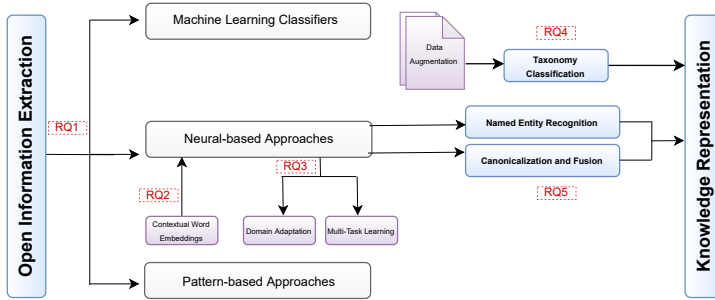 Open Information Extraction
RQ1
Machine Learning Classifiers
Neural-based Approaches
RQ2
RQ3
Contextual Word
Embeddings
Domain Adaptation
Multi-Task Learning
Pattern-based Approaches
Data
Augmentation
RQ4
Taxonomy
Classification
Named Entity Recognition
Canonicalization and Fusion
RQ5
Knowledge Representation